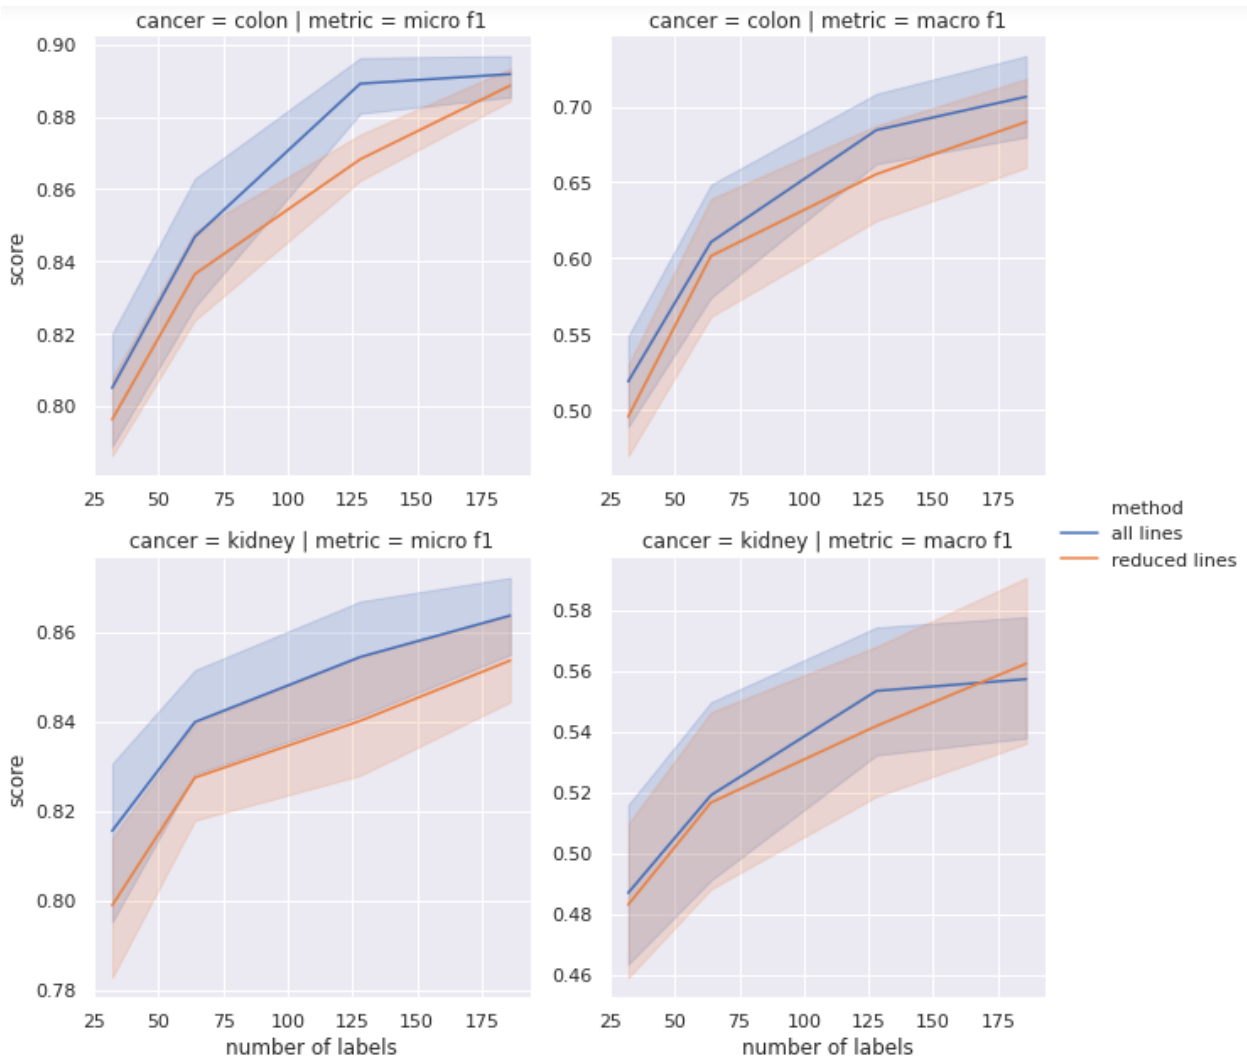 cancer = colon | metric = micro f1
0.90
0.88
0.86
0.84
0.82
0.80
score
25 50 75 100 125 150 175
cancer = colon | metric = macro f1
0.70
0.65
0.60
0.55
0.50
25 50 75 100 125 150 175
cancer = kidney | metric = micro f1
0.86
0.84
0.82
0.80
0.78
score
25 50 75 100 125 150 175
number of labels
cancer = kidney | metric = macro f1
0.58
0.56
0.54
0.52
0.50
0.48
0.46
25 50 75 100 125 150 175
number of labels
method
all lines
reduced lines